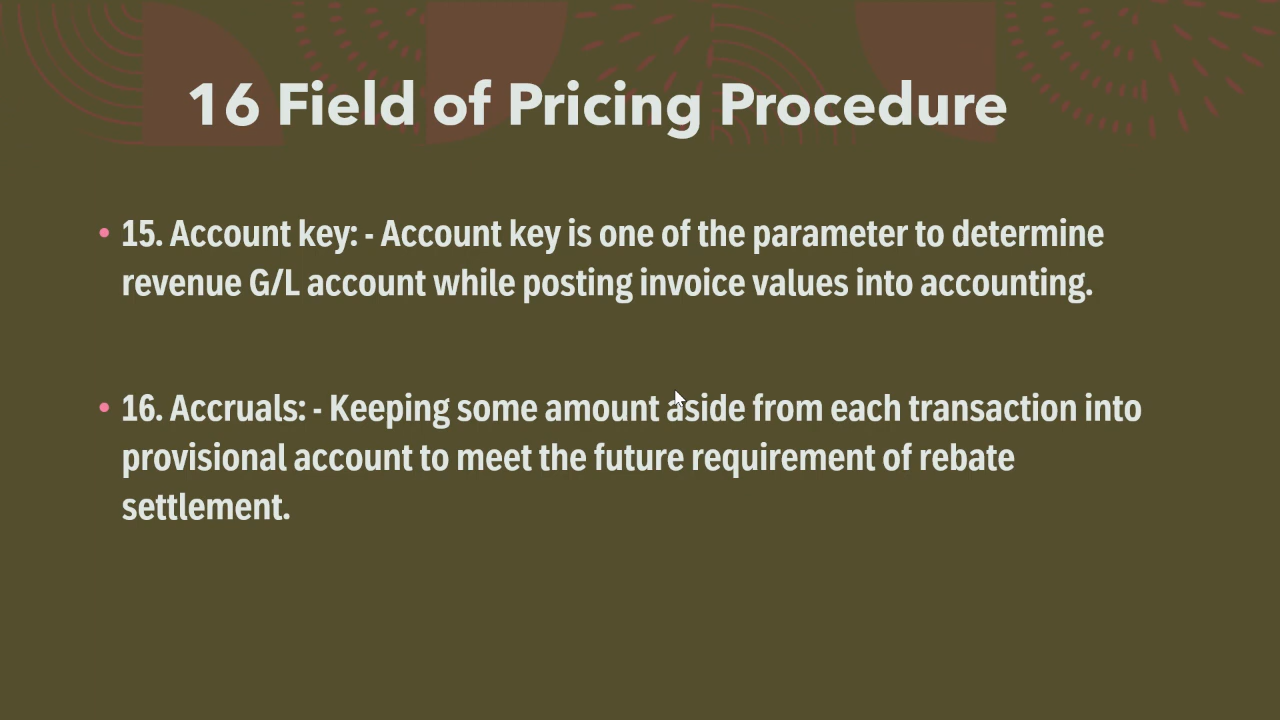 16 Field of Pricing Procedure
• 15. Account key: - Account key is one of the parameter to determine
revenue G/L account while posting invoice values into accounting.
• 16. Accruals: - Keeping some amount aside from each transaction into
provisional account to meet the future requirement of rebate
settlement.